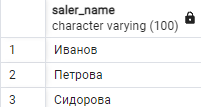 saler_name
character varying (100)
1 Иванов
2 Петрова
3 Сидорова